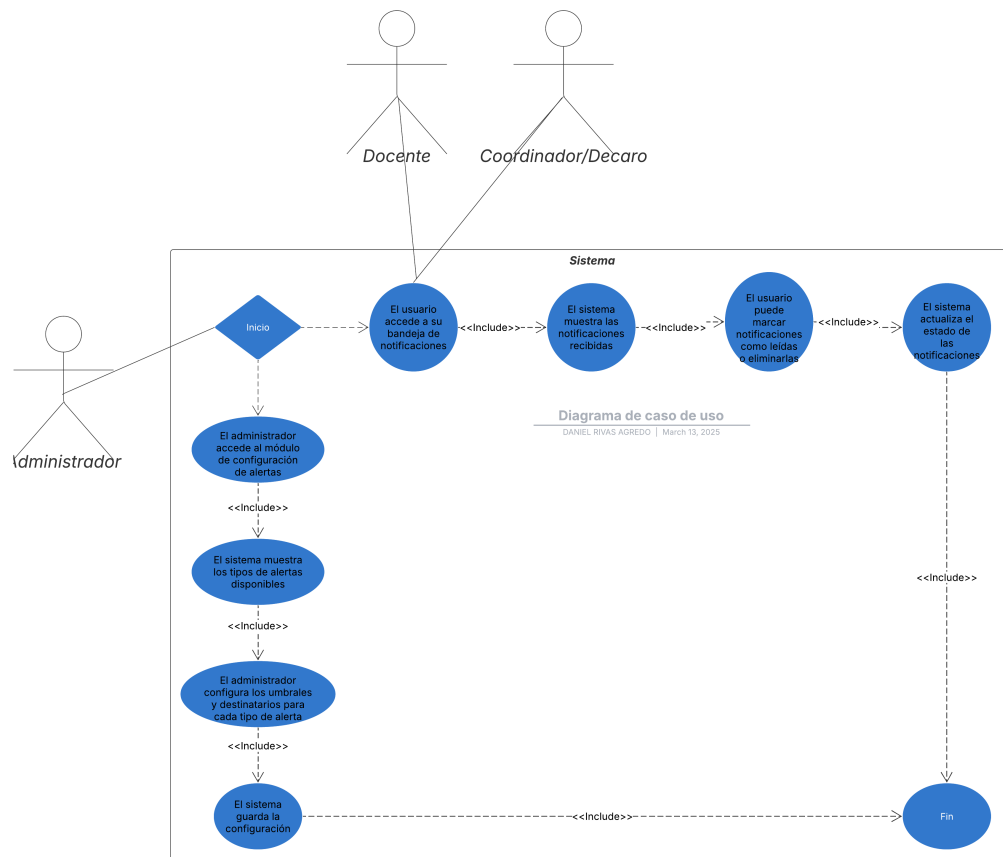 Docente
Coordinador/Decaro
Sistema
Inicio
El usuario
accede a su
bandeja de
notificaciones
<<Include>>
El sistema
muestra las
notificaciones
recibidas
<<Include>>
El usuario
puede
marcar
notificaciones
como leídas
o eliminarlas
<<Include>>
El sistema
actualiza el
estado de
las
notificaciones
Diagrama de caso de uso
DANIEL RIVAS AGREDO | March 13, 2025
Administrador
El administrador
accede al módulo
de configuración
de alertas
<<Include>>
El sistema muestra
los tipos de alertas
disponibles
<<Include>>
<<Include>>
El administrador
configura los umbrales
y destinatarios para
cada tipo de alerta
<<Include>>
El sistema
guarda la
configuración
<<Include>>
Fin